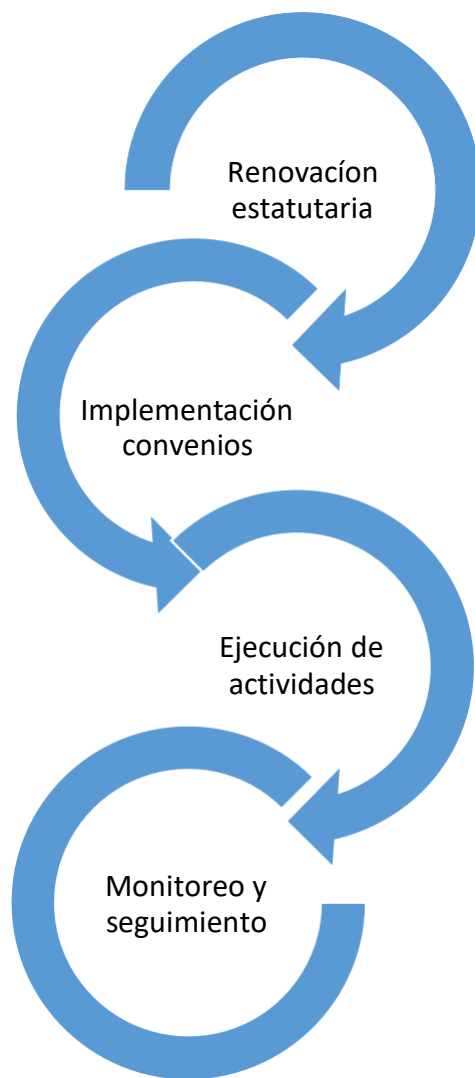 Renovacíon
estatutaria
Implementación
convenios
Ejecución de
actividades
Monitoreo y
seguimiento